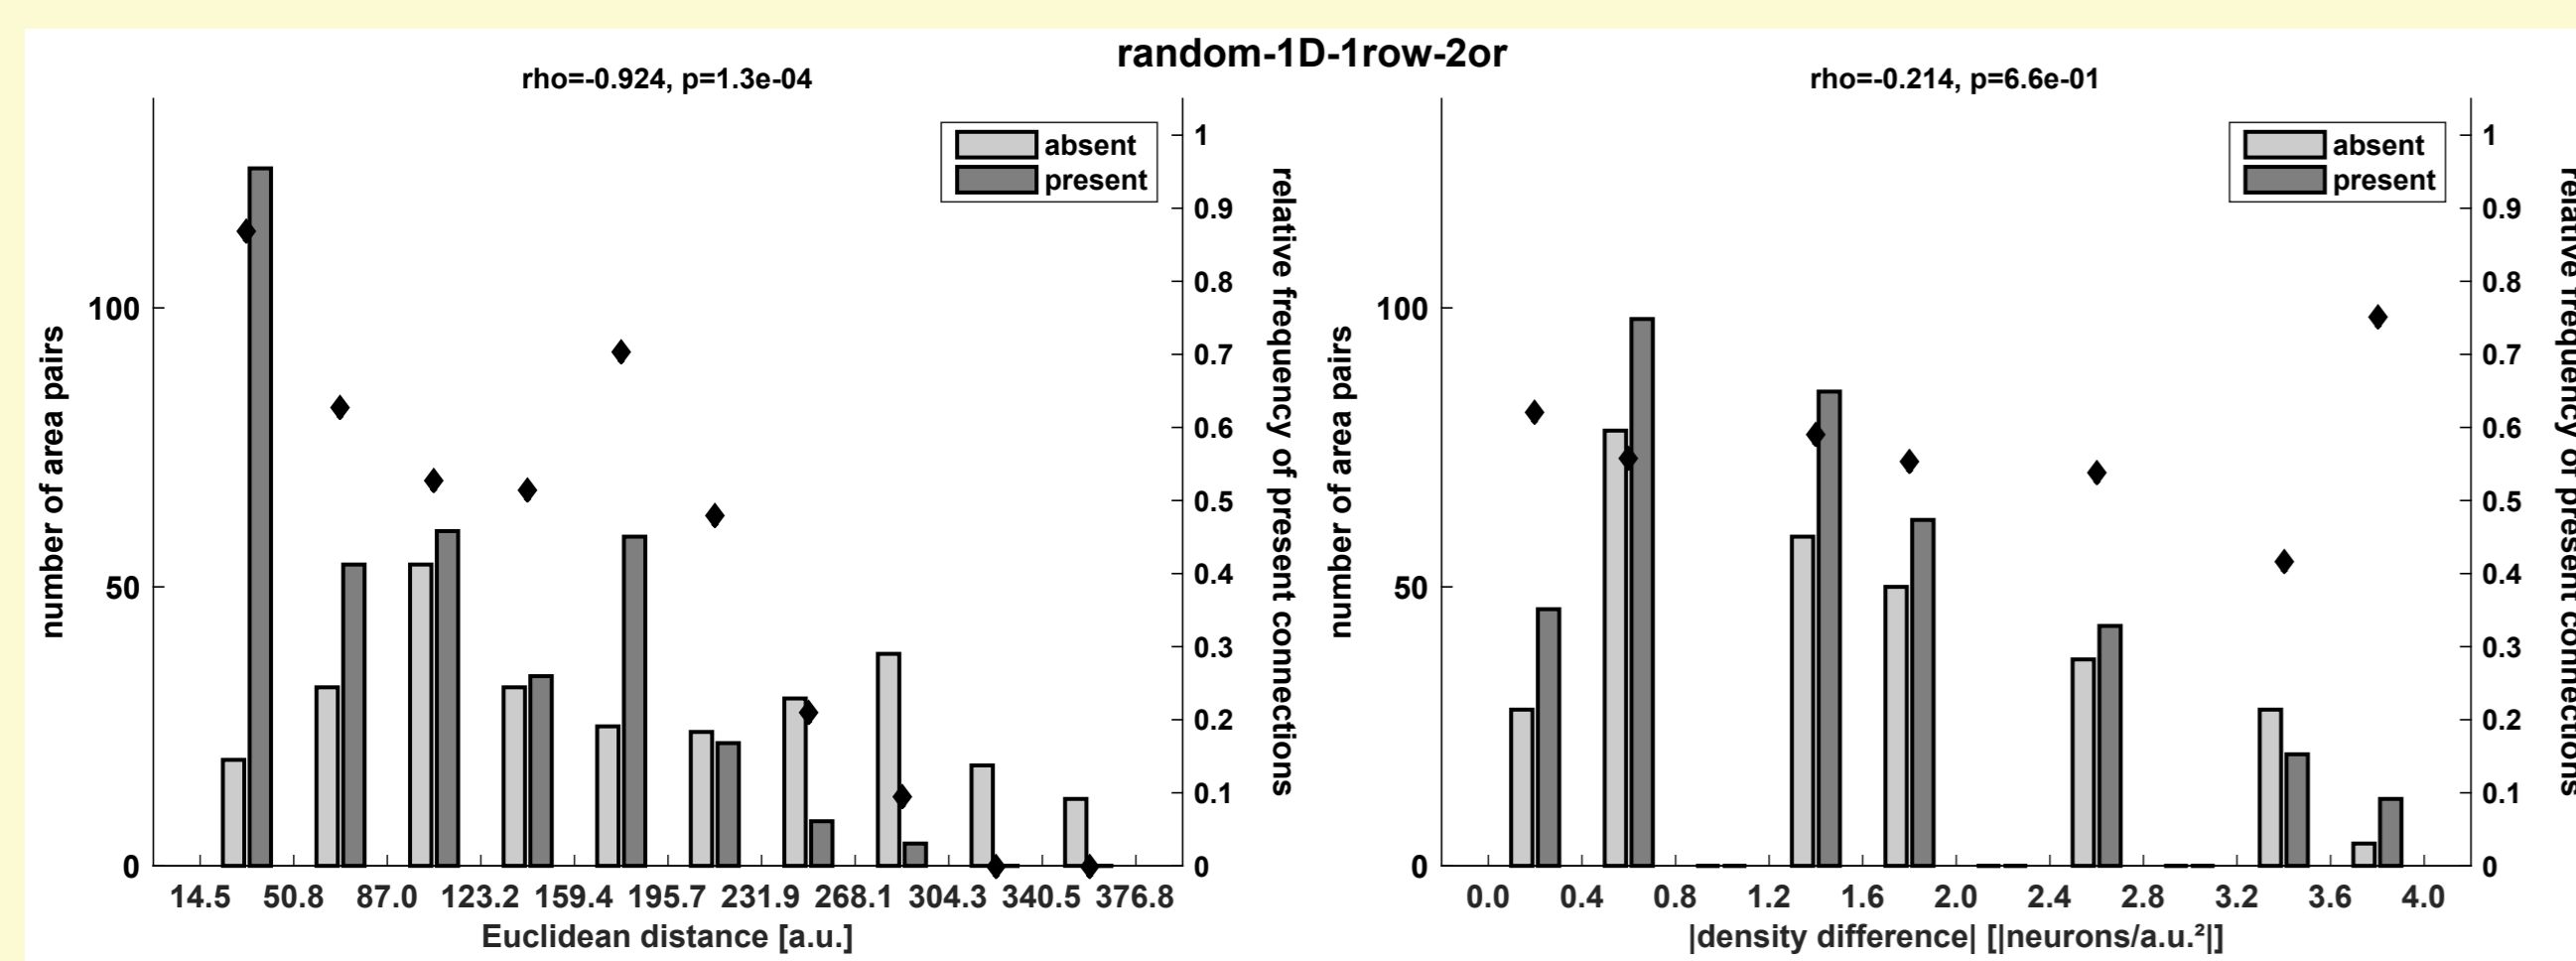 random-1D-1row-2or
rho=-0.924, p=1.3e-04
absent
present
number of area pairs
0
50
100
0
0.1
0.2
0.3
0.4
0.5
0.6
0.7
0.8
0.9
1
relative frequency of present connections
14.5 50.8 87.0 123.2 159.4 195.7 231.9 268.1 304.3 340.5 376.8
Euclidean distance [a.u.]
rho=-0.214, p=6.6e-01
absent
present
number of area pairs
0
50
100
0
0.1
0.2
0.3
0.4
0.5
0.6
0.7
0.8
0.9
1
relative frequency of present connections
0.0 0.4 0.8 1.2 1.6 2.0 2.4 2.8 3.2 3.6 4.0
|density difference| [|neurons/a.u.²|]